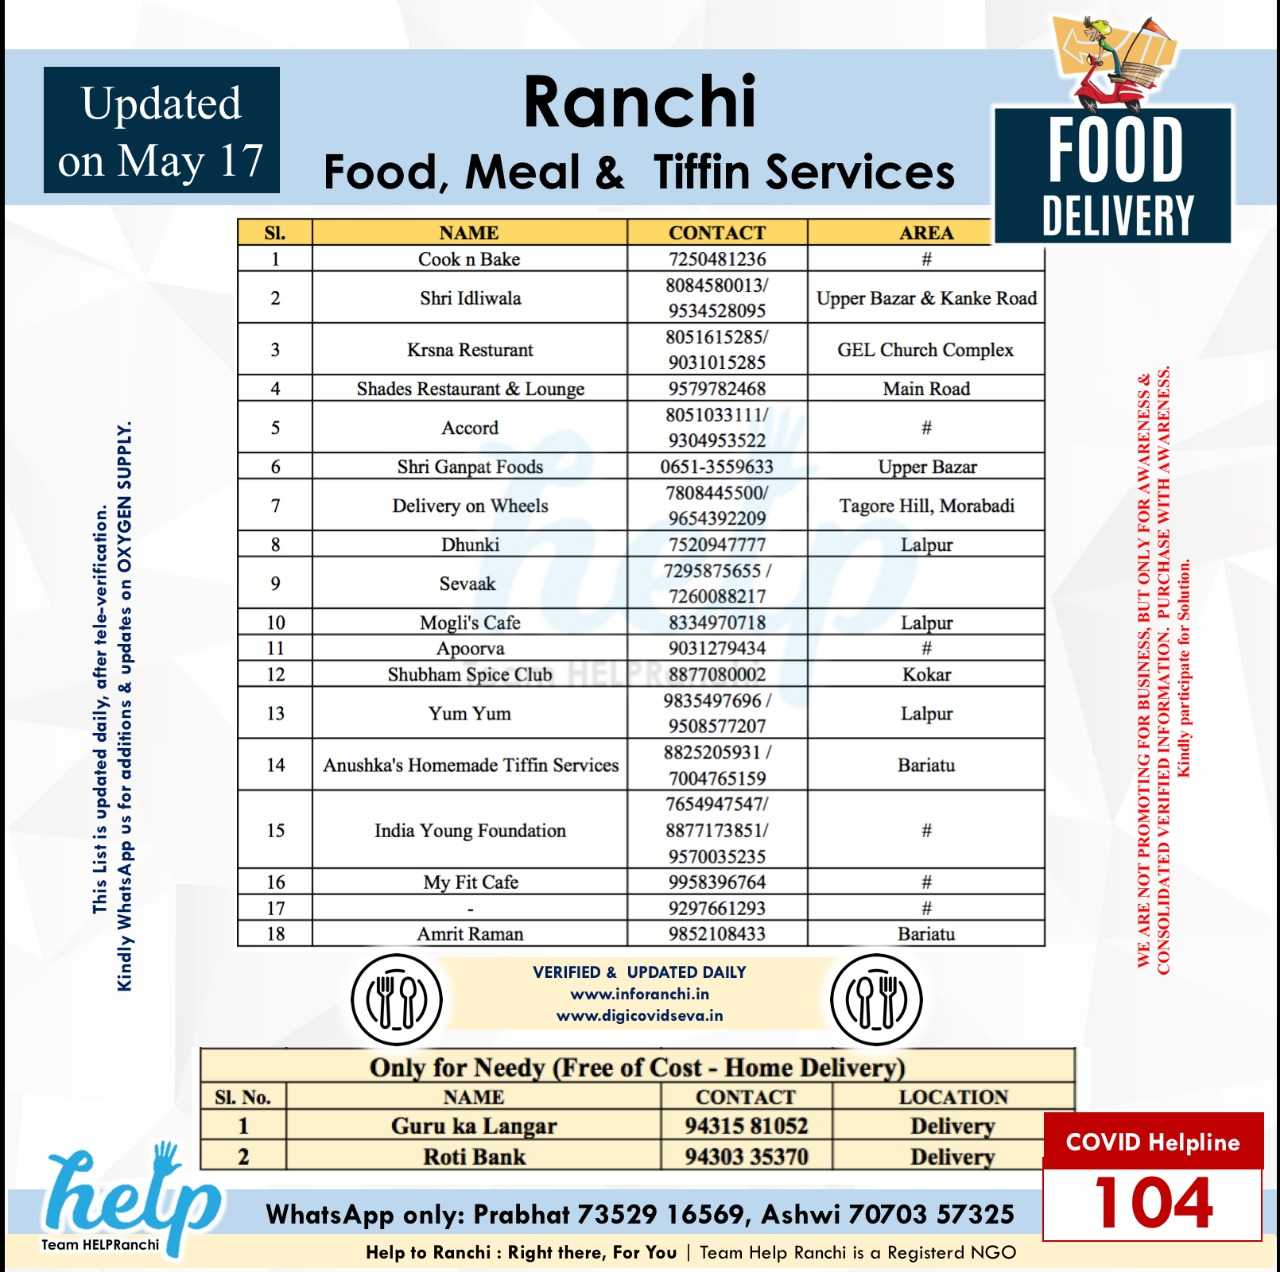 Updated
on May 17
Ranchi
Food, Meal & Tiffin Services
FOOD
DELIVERY
Sl. NAME CONTACT AREA
1 Cook n Bake 7250481236 #
2 Shri Idliwala 8084580013/ 9534528095 Upper Bazar & Kanke Road
3 Krsna Resturant 8051615285/ 9031015285 GEL Church Complex
4 Shades Restaurant & Lounge 9579782468 Main Road
5 Accord 8051033111/ 9304953522 #
6 Shri Ganpat Foods 0651-3559633 Upper Bazar
7 Delivery on Wheels 7808445500/ 9654392209 Tagore Hill, Morabadi
8 Dhunki 7520947777 Lalpur
9 Sevaak 7295875655 / 7260088217
10 Mogli's Cafe 8334970718 Lalpur
11 Apoorva 9031279434 #
12 Shubham Spice Club 8877080002 Kokar
13 Yum Yum 9835497696 / 9508577207 Lalpur
14 Anushka's Homemade Tiffin Services 8825205931 / 7004765159 Bariatu
15 India Young Foundation 7654947547/ 8877173851/ 9570035235 #
16 My Fit Cafe 9958396764 #
17 - 9297661293 #
18 Amrit Raman 9852108433 Bariatu
help
Team HELPRanchi
This List is updated daily, after tele-verification.
Kindly WhatsApp us for additions & updates on OXYGEN SUPPLY.
WE ARE NOT PROMOTING FOR BUSINESS, BUT ONLY FOR AWARENESS &
CONSOLIDATED VERIFIED INFORMATION. PURCHASE WITH AWARENESS.
Kindly participate for Solution.
VERIFIED & UPDATED DAILY
www.inforanchi.in
www.digicovidseva.in
Only for Needy (Free of Cost - Home Delivery)
Sl. No. NAME CONTACT LOCATION
1 Guru ka Langar 94315 81052 Delivery
2 Roti Bank 94303 35370 Delivery
COVID Helpline
104
help
Team HELPRanchi
WhatsApp only: Prabhat 73529 16569, Ashwi 70703 57325
Help to Ranchi : Right there, For You | Team Help Ranchi is a Registerd NGO